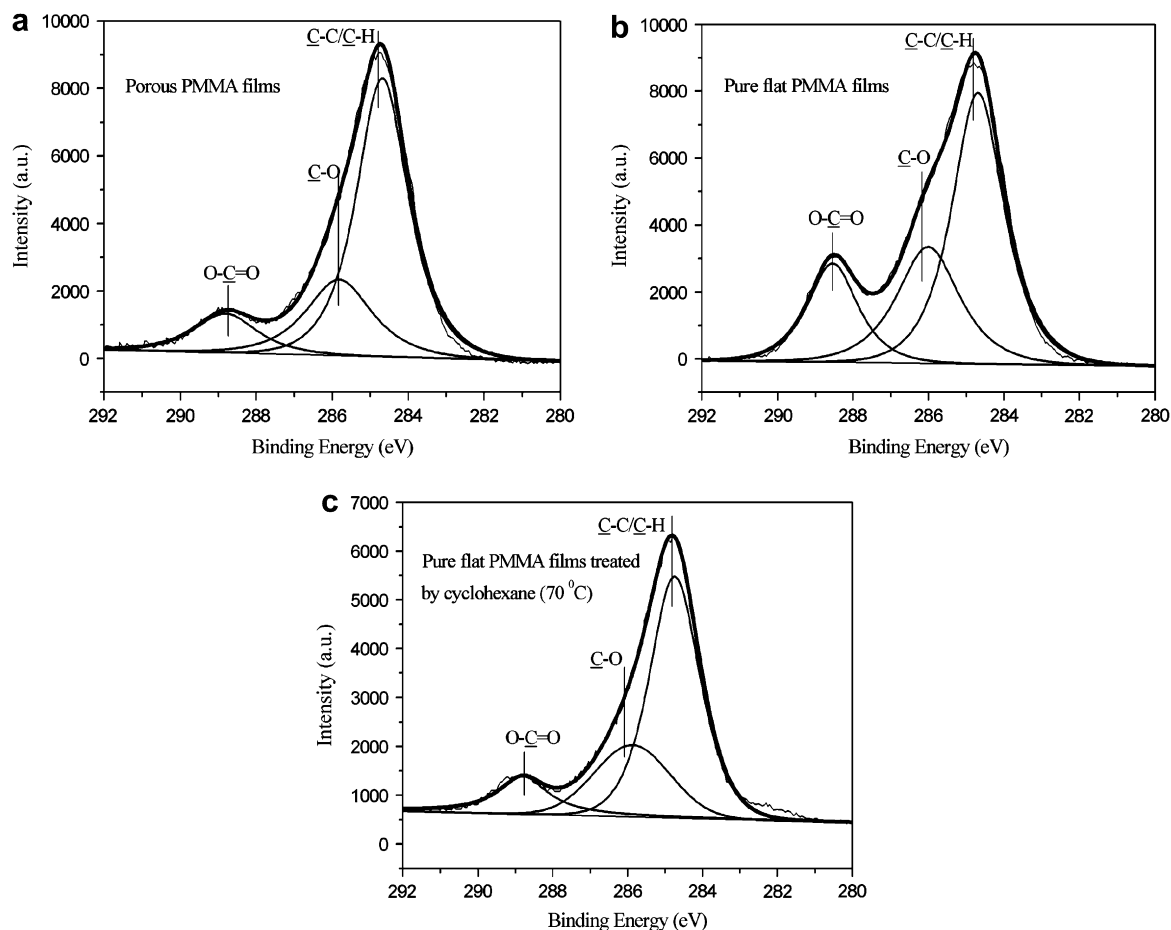 a
Porous PMMA films
C-C/C-H
C-O
O-C=O
Intensity (a.u.)
10000
8000
6000
4000
2000
0
292 290 288 286 284 282 280
Binding Energy (eV)
b
Pure flat PMMA films
C-C/C-H
C-O
O-C=O
Intensity (a.u.)
10000
8000
6000
4000
2000
0
292 290 288 286 284 282 280
Binding Energy (eV)
c
Pure flat PMMA films treated
by cyclohexane (70 ⁰C)
C-C/C-H
C-O
O-C=O
Intensity (a.u.)
7000
6000
5000
4000
3000
2000
1000
0
292 290 288 286 284 282 280
Binding Energy (eV)